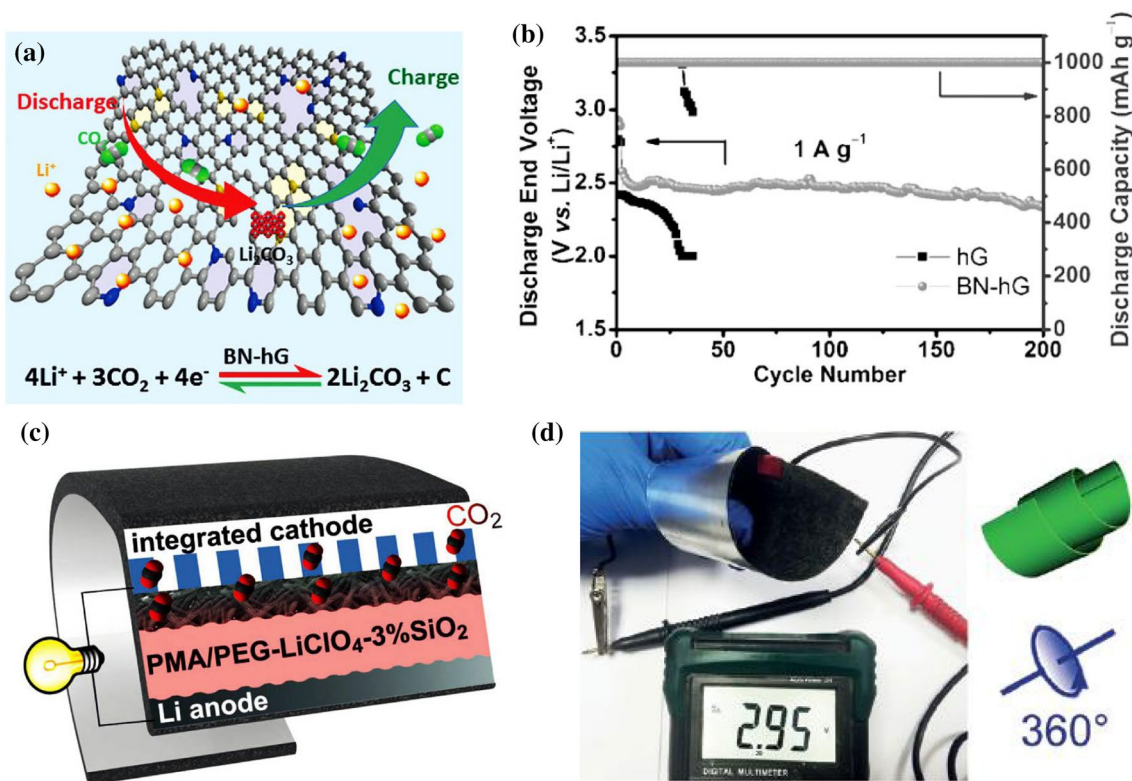 (a)
Discharge
Charge
CO₂
Li⁺
Li₂CO₃
BN-hG
4Li⁺ + 3CO₂ + 4e⁻
2Li₂CO₃ + C
(b)
3.5
3.0
2.5
2.0
1.5
Discharge End Voltage
(V vs. Li/Li⁺)
1 A g⁻¹
hG
BN-hG
0
50
100
150
200
Cycle Number
1000
800
600
400
200
0
Discharge Capacity (mAh g⁻¹)
(c)
integrated cathode
CO₂
PMA/PEG-LiClO₄-3%SiO₂
Li anode
(d)
2.95
V
DIGITAL MULTIMETER
360°